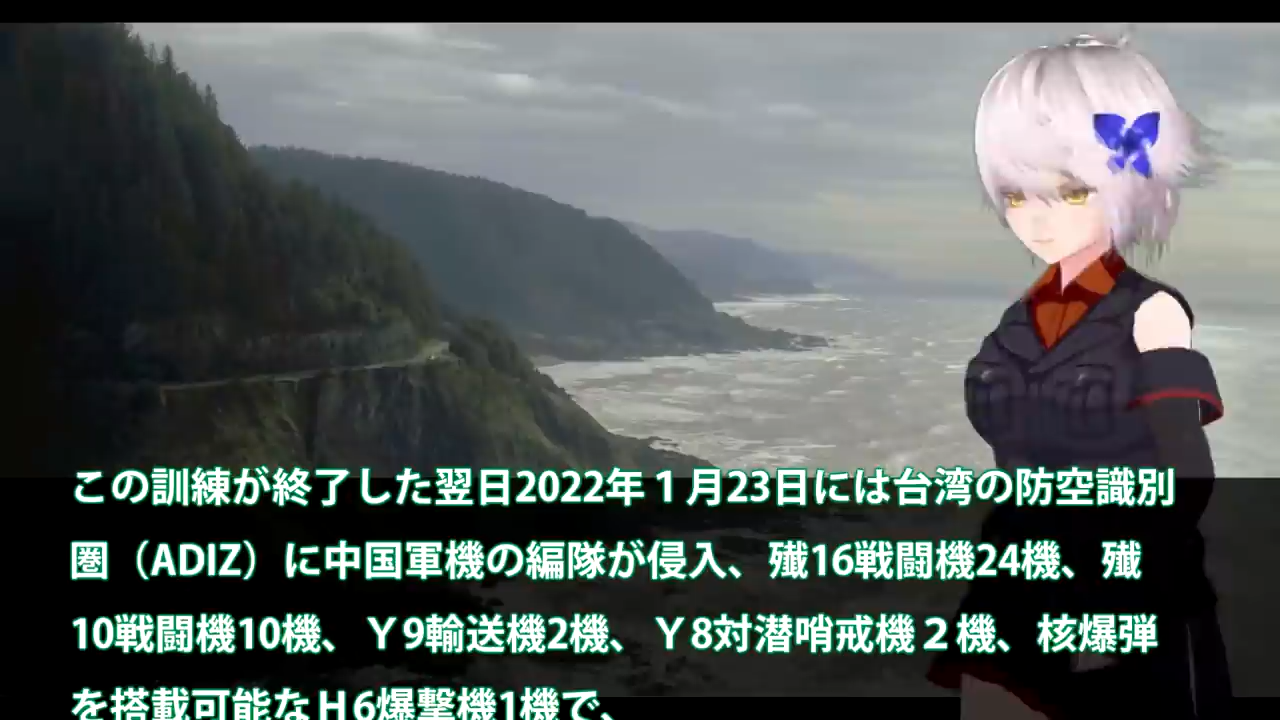 この訓練が終了した翌日2022年１月23日には台湾の防空識別
圏（ADIZ）に中国軍機の編隊が侵入、殲16戦闘機24機、殲
10戦闘機10機、Ｙ9輸送機2機、Ｙ8対潜哨戒機２機、核爆弾
を搭載可能なＨ6爆撃機1機で、